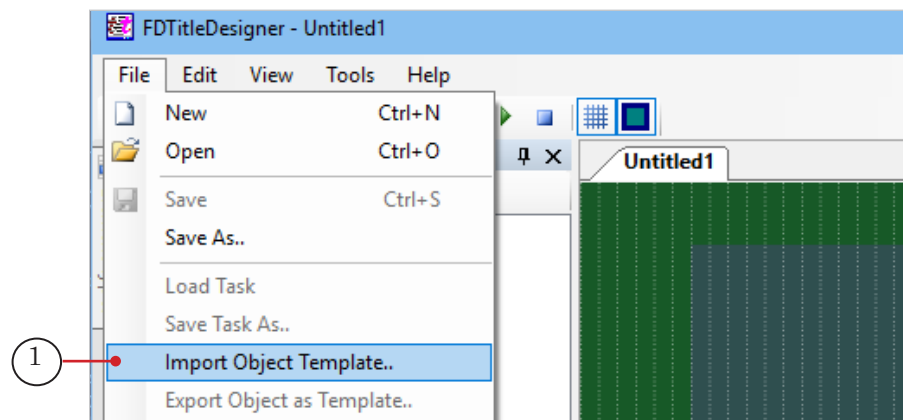 FDTitleDesigner - Untitled1
File Edit View Tools Help
New Ctrl+N
Open Ctrl+O
Untitled1
Save Ctrl+S
Save As..
Load Task
Save Task As..
1 Import Object Template..
Export Object as Template..